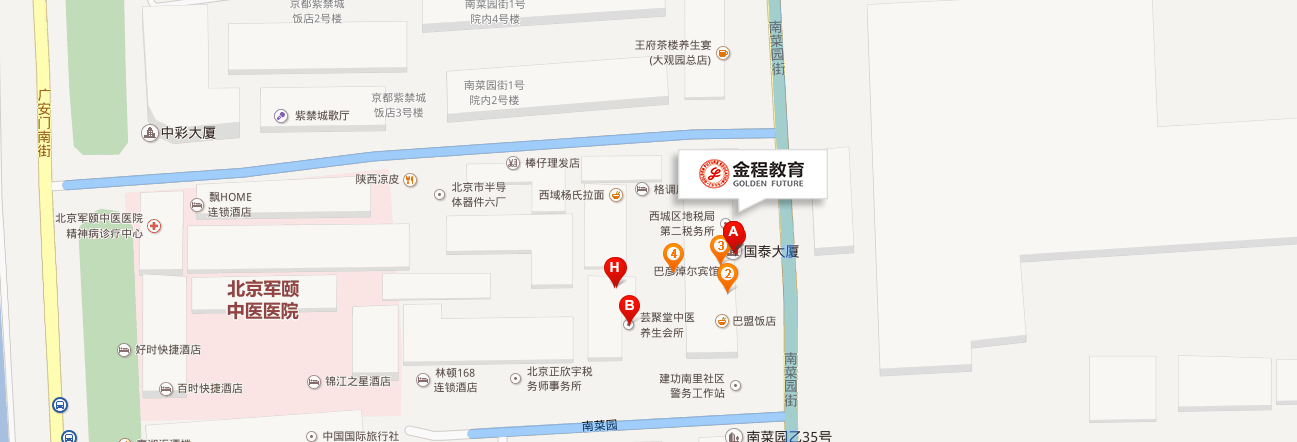 京都紫禁城
饭店2号楼
南菜园街1号
院内4号楼
南菜园街
王府茶楼养生宴
(大观园总店)
广安门南街
南菜园街1号
院内2号楼
京都紫禁城
饭店3号楼
紫禁城歌厅
中彩大厦
棒仔理发店
金程教育
GOLDEN FUTURE
陕西凉皮
北京市半导
体器件六厂
西域杨氏拉面
格调
飘HOME
连锁酒店
北京军颐中医医院
精神病诊疗中心
西城区地税局
第二税务所
A
3
国泰大厦
4
巴彦淖尔宾馆
H
2
北京军颐
中医医院
B
芸聚堂中医
养生会所
巴盟饭店
好时快捷酒店
百时快捷酒店
锦江之星酒店
林顿168
连锁酒店
北京正欣宇税
务师事务所
建功南里社区
警务工作站
南菜园街
南菜园
中国国际旅行社
南菜园乙35号